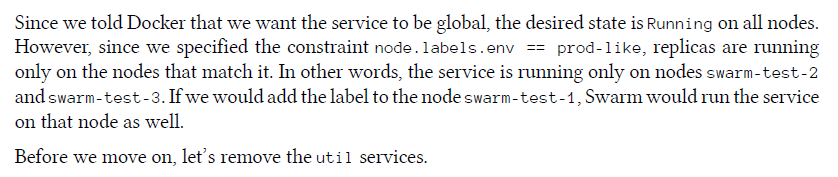 Since we told Docker that we want the service to be global, the desired state is Running on all nodes.
However, since we specified the constraint node.labels.env == prod-like, replicas are running
only on the nodes that match it. In other words, the service is running only on nodes swarm-test-2
and swarm-test-3. If we would add the label to the node swarm-test-1, Swarm would run the service
on that node as well.
Before we move on, let's remove the util services.